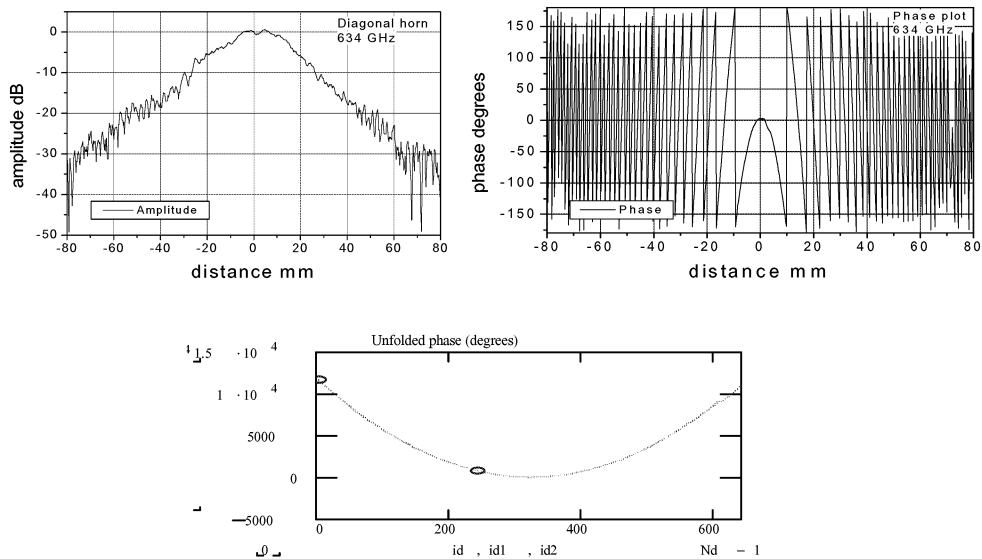 Diagonal horn
634 GHz
0
-10
-20
-30
-40
-50
amplitude dB
Amplitude
-80 -60 -40 -20 0 20 40 60 80
distance mm
Phase plot
634 GHz
150
100
50
0
-50
-100
-150
phase degrees
Phase
-80 -60 -40 -20 0 20 40 60 80
distance mm
Unfolded phase (degrees)
1.5 · 10 4
1 · 10 4
5000
0
−5000
0 200 400 600
0 id , id1 , id2 Nd − 1